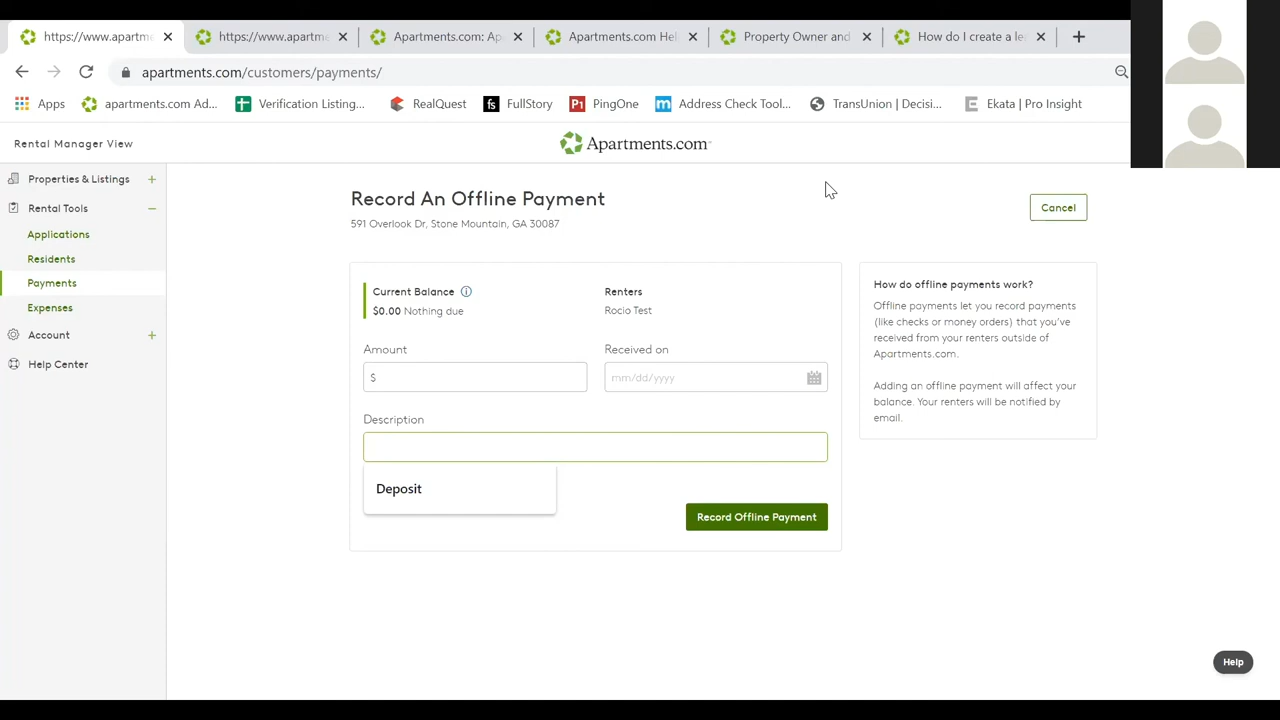 https://www.apartme
https://www.apartme
Apartments.com: Ap
Apartments.com Hel
Property Owner and
How do I create a le
apartments.com/customers/payments/
Apps
apartments.com Ad...
Verification Listing...
RealQuest
fs
FullStory
P1
PingOne
m
Address Check Tool...
TransUnion | Decisi...
Ekata | Pro Insight
Rental Manager View
Apartments.com
Properties & Listings +
Rental Tools −
Applications
Residents
Payments
Expenses
Account +
Help Center
Record An Offline Payment
591 Overlook Dr, Stone Mountain, GA 30087
Cancel
Current Balance
$0.00 Nothing due
Renters
Rocio Test
Amount
$
Received on
mm/dd/yyyy
Description
Deposit
Record Offline Payment
How do offline payments work?
Offline payments let you record payments
(like checks or money orders) that you've
received from your renters outside of
Apartments.com.
Adding an offline payment will affect your
balance. Your renters will be notified by
email.
Help